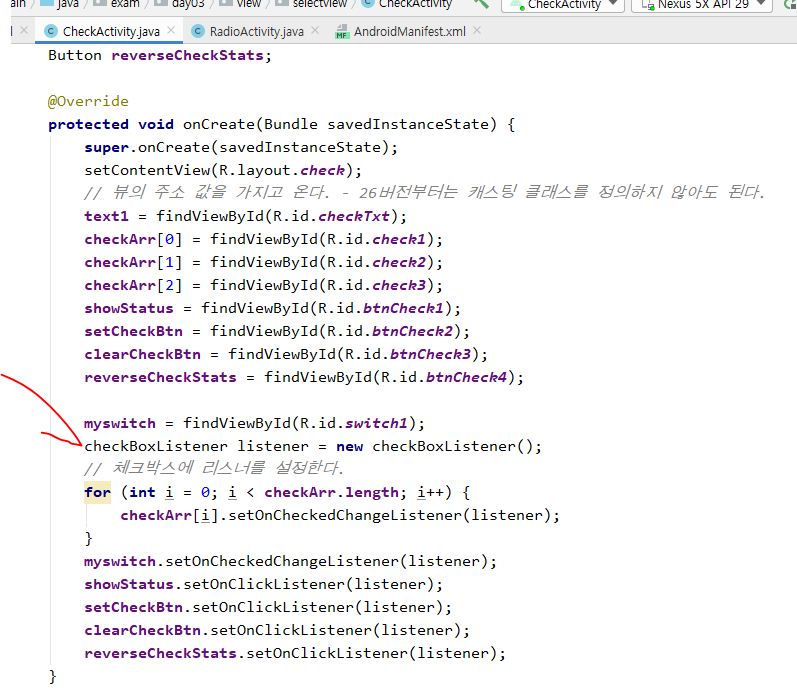 java exam day03 view selectview CheckActivity CheckActivity Nexus 5X API 29
CheckActivity.java RadioActivity.java AndroidManifest.xml
Button reverseCheckStats;
@Override
protected void onCreate(Bundle savedInstanceState) {
super.onCreate(savedInstanceState);
setContentView(R.layout.check);
// 뷰의 주소 값을 가지고 온다. - 26버전부터는 캐스팅 클래스를 정의하지 않아도 된다.
text1 = findViewById(R.id.checkTxt);
checkArr[0] = findViewById(R.id.check1);
checkArr[1] = findViewById(R.id.check2);
checkArr[2] = findViewById(R.id.check3);
showStatus = findViewById(R.id.btnCheck1);
setCheckBtn = findViewById(R.id.btnCheck2);
clearCheckBtn = findViewById(R.id.btnCheck3);
reverseCheckStats = findViewById(R.id.btnCheck4);
myswitch = findViewById(R.id.switch1);
checkBoxListener listener = new checkBoxListener();
// 체크박스에 리스너를 설정한다.
for (int i = 0; i < checkArr.length; i++) {
checkArr[i].setOnCheckedChangeListener(listener);
}
myswitch.setOnCheckedChangeListener(listener);
showStatus.setOnClickListener(listener);
setCheckBtn.setOnClickListener(listener);
clearCheckBtn.setOnClickListener(listener);
reverseCheckStats.setOnClickListener(listener);
}